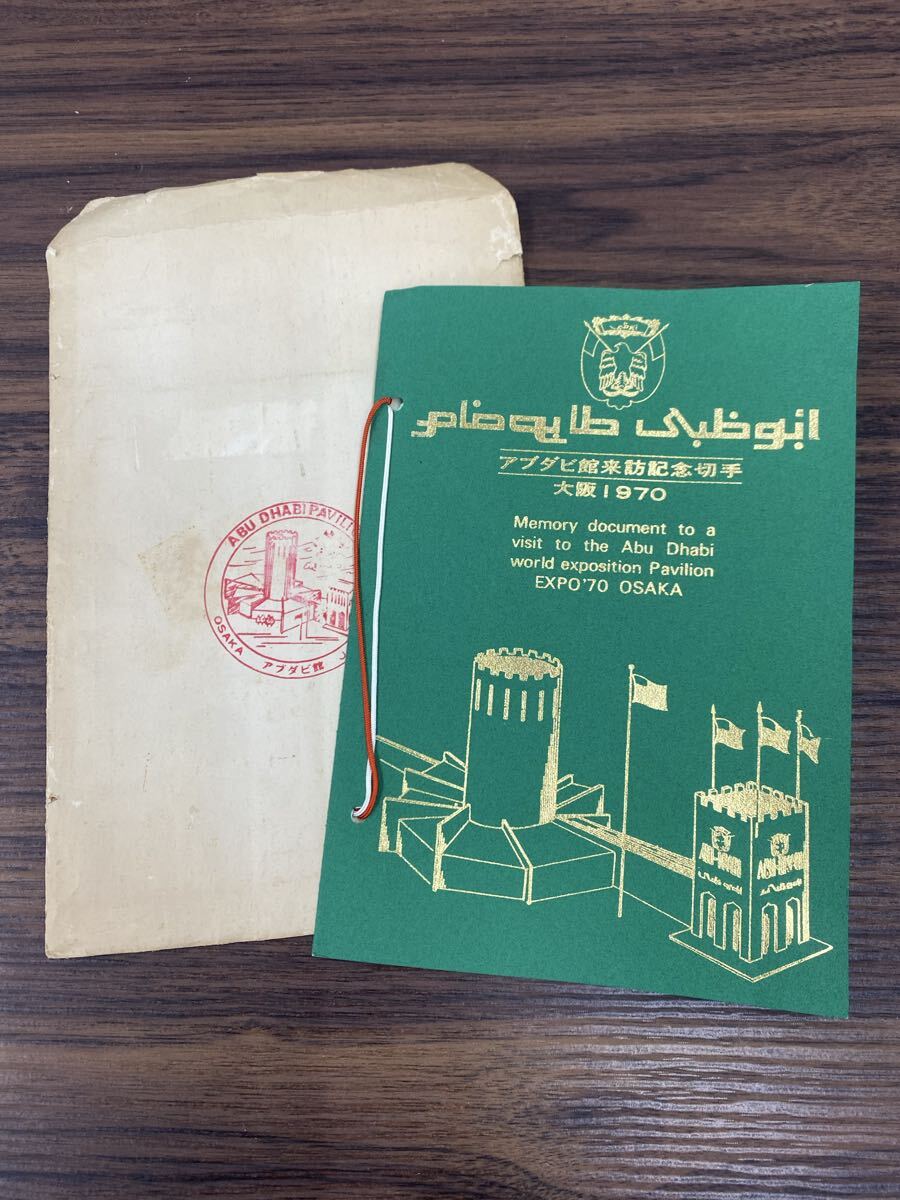 ابوظبي
アブダビ館来訪記念切手
大阪1970
Memory document to a
visit to the Abu Dhabi
world exposition Pavilion
EXPO'70 OSAKA
ABU DHABI PAVILI
OSAKA アブダビ館